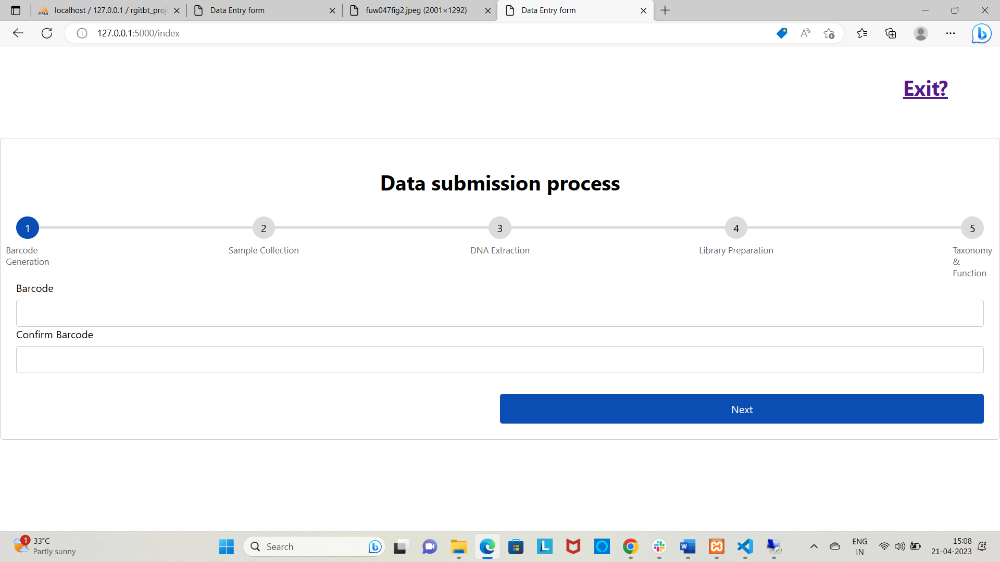 PMA
localhost / 127.0.0.1 / rgitbt_proj
Data Entry form
fuw047fig2.jpeg (2001×1292)
Data Entry form
127.0.0.1:5000/index
Exit?
Data submission process
1
2
3
4
5
Barcode
Generation
Sample Collection
DNA Extraction
Library Preparation
Taxonomy
&
Function
Barcode
Confirm Barcode
Next
1
33°C
Partly sunny
Search
L
W
ENG
IN
15:08
21-04-2023